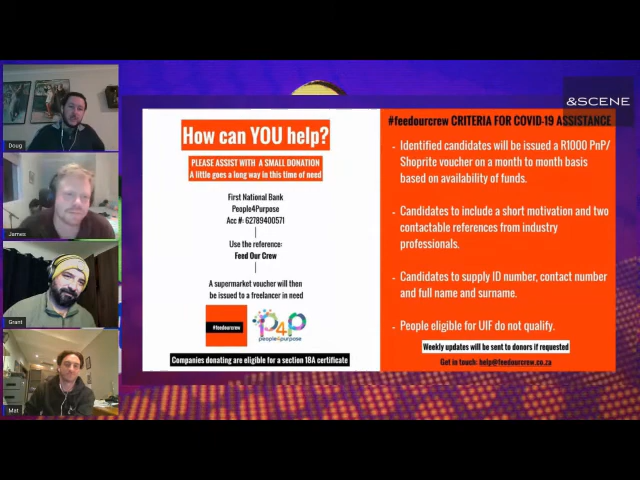 Doug
James
Grant
Mat
&SCENE
How can YOU help?
PLEASE ASSIST WITH A SMALL DONATION
A little goes a long way in this time of need
First National Bank
People4Purpose
Acc #: 62789400571
Use the reference:
Feed Our Crew
A supermarket voucher will then
be issued to a freelancer in need
#feedourcrew
P4P
people4purpose
Companies donating are eligible for a section 18A certificate
#feedourcrew CRITERIA FOR COVID-19 ASSISTANCE
- Identified candidates will be issued a R1000 PnP/
Shoprite voucher on a month to month basis
based on availability of funds.
- Candidates to include a short motivation and two
contactable references from industry
professionals.
- Candidates to supply ID number, contact number
and full name and surname.
- People eligible for UIF do not qualify.
Weekly updates will be sent to donors if requested
Get in touch: help@feedourcrew.co.za